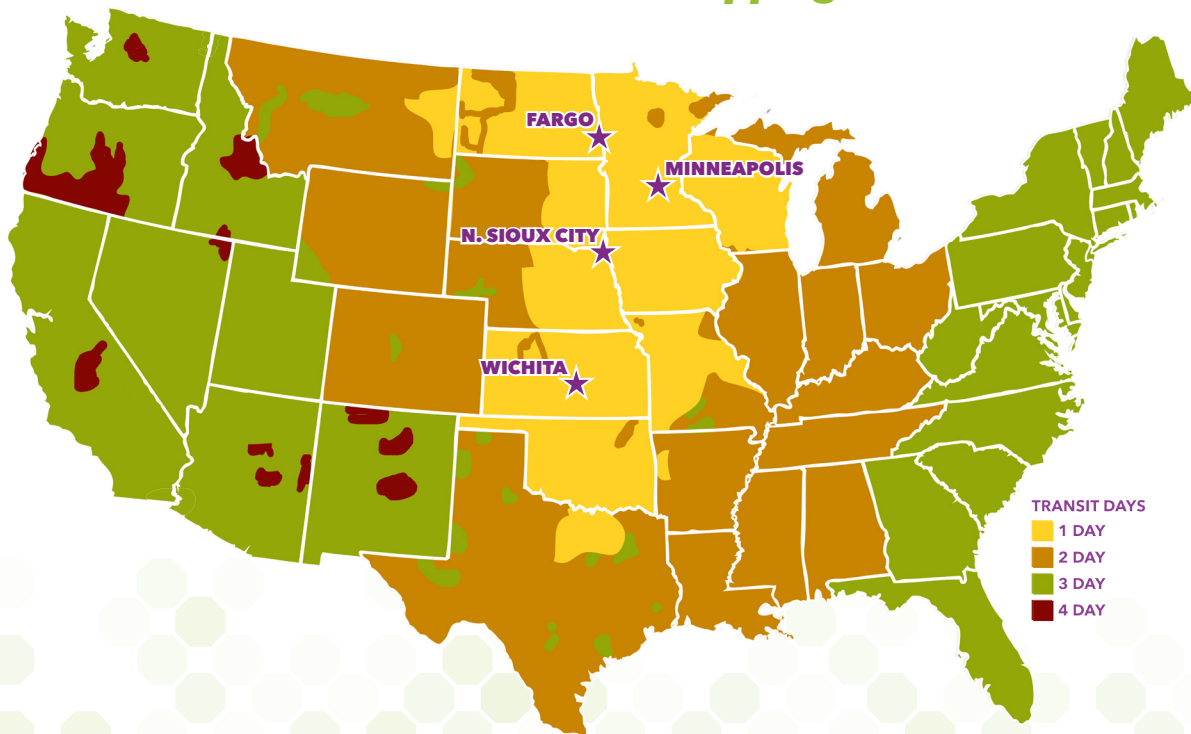 FARGO
MINNEAPOLIS
N. SIOUX CITY
WICHITA
TRANSIT DAYS
1 DAY
2 DAY
3 DAY
4 DAY